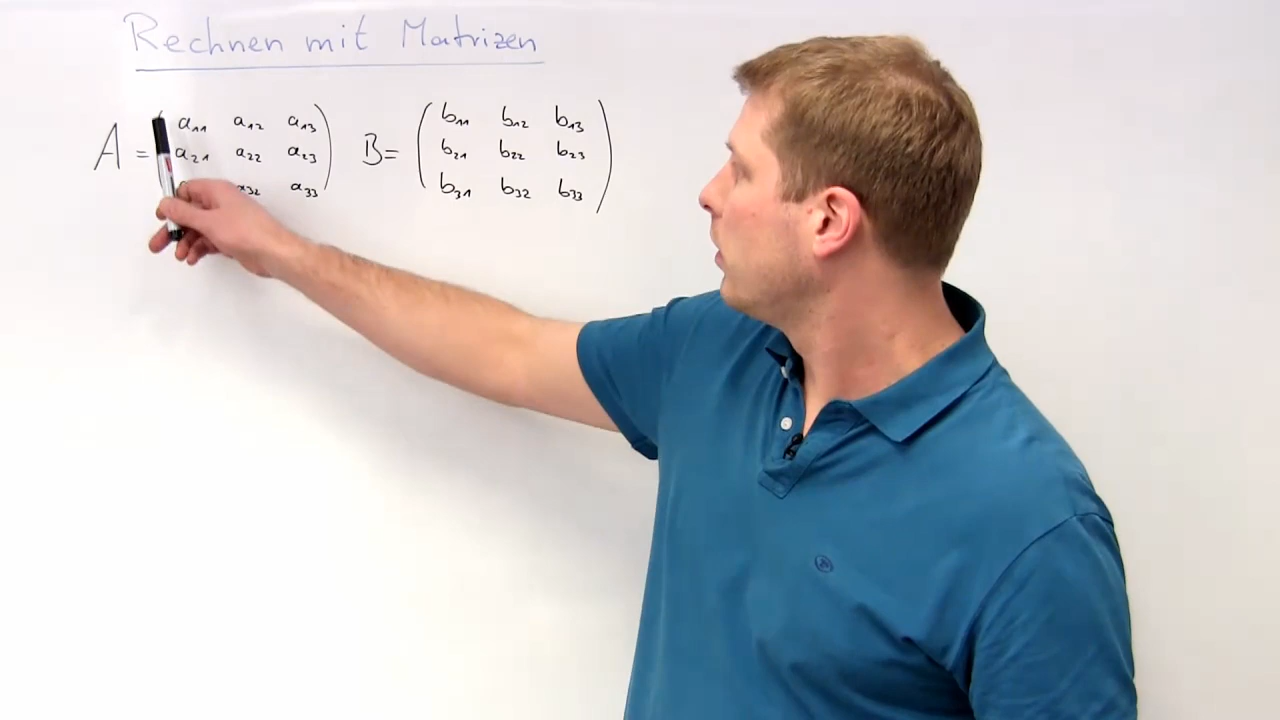 Rechnen mit Matrizen
a₁₁ a₁₂ a₁₃ b₁₁ b₁₂ b₁₃
A = a₂₁ a₂₂ a₂₃ B = b₂₁ b₂₂ b₂₃
a₃₂ a₃₃ b₃₁ b₃₂ b₃₃